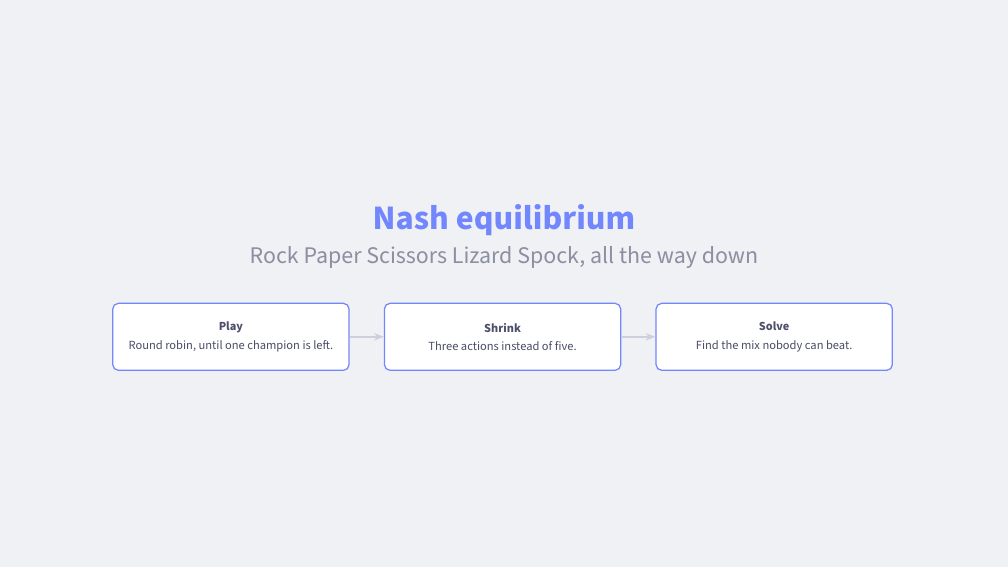 Nash equilibrium
Rock Paper Scissors Lizard Spock, all the way down
Play
Round robin, until one champion is left.
Shrink
Three actions instead of five.
Solve
Find the mix nobody can beat.